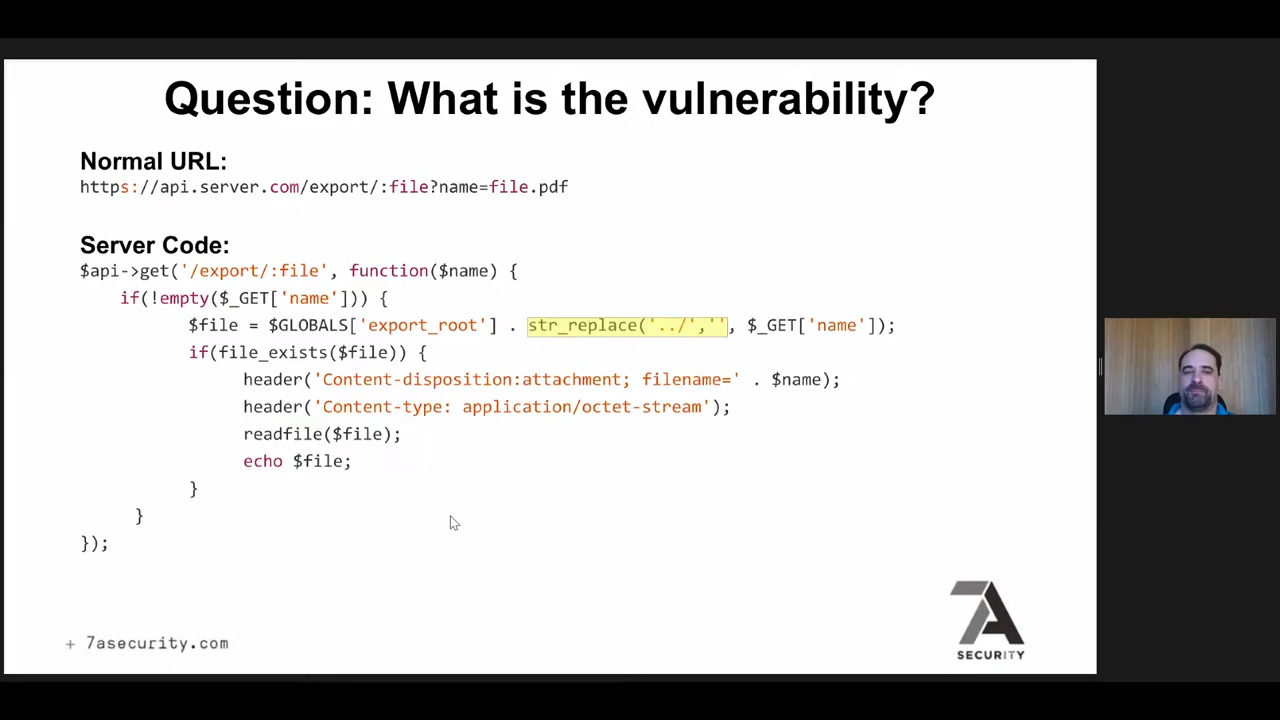 Question: What is the vulnerability?
Normal URL:
https://api.server.com/export/:file?name=file.pdf
Server Code:
$api->get('/export/:file', function($name) {
if(!empty($_GET['name'])) {
$file = $GLOBALS['export_root'] . str_replace('../','', $_GET['name']);
if(file_exists($file)) {
header('Content-disposition:attachment; filename=' . $name);
header('Content-type: application/octet-stream');
readfile($file);
echo $file;
}
}
});
+ 7asecurity.com
7A
SECURITY